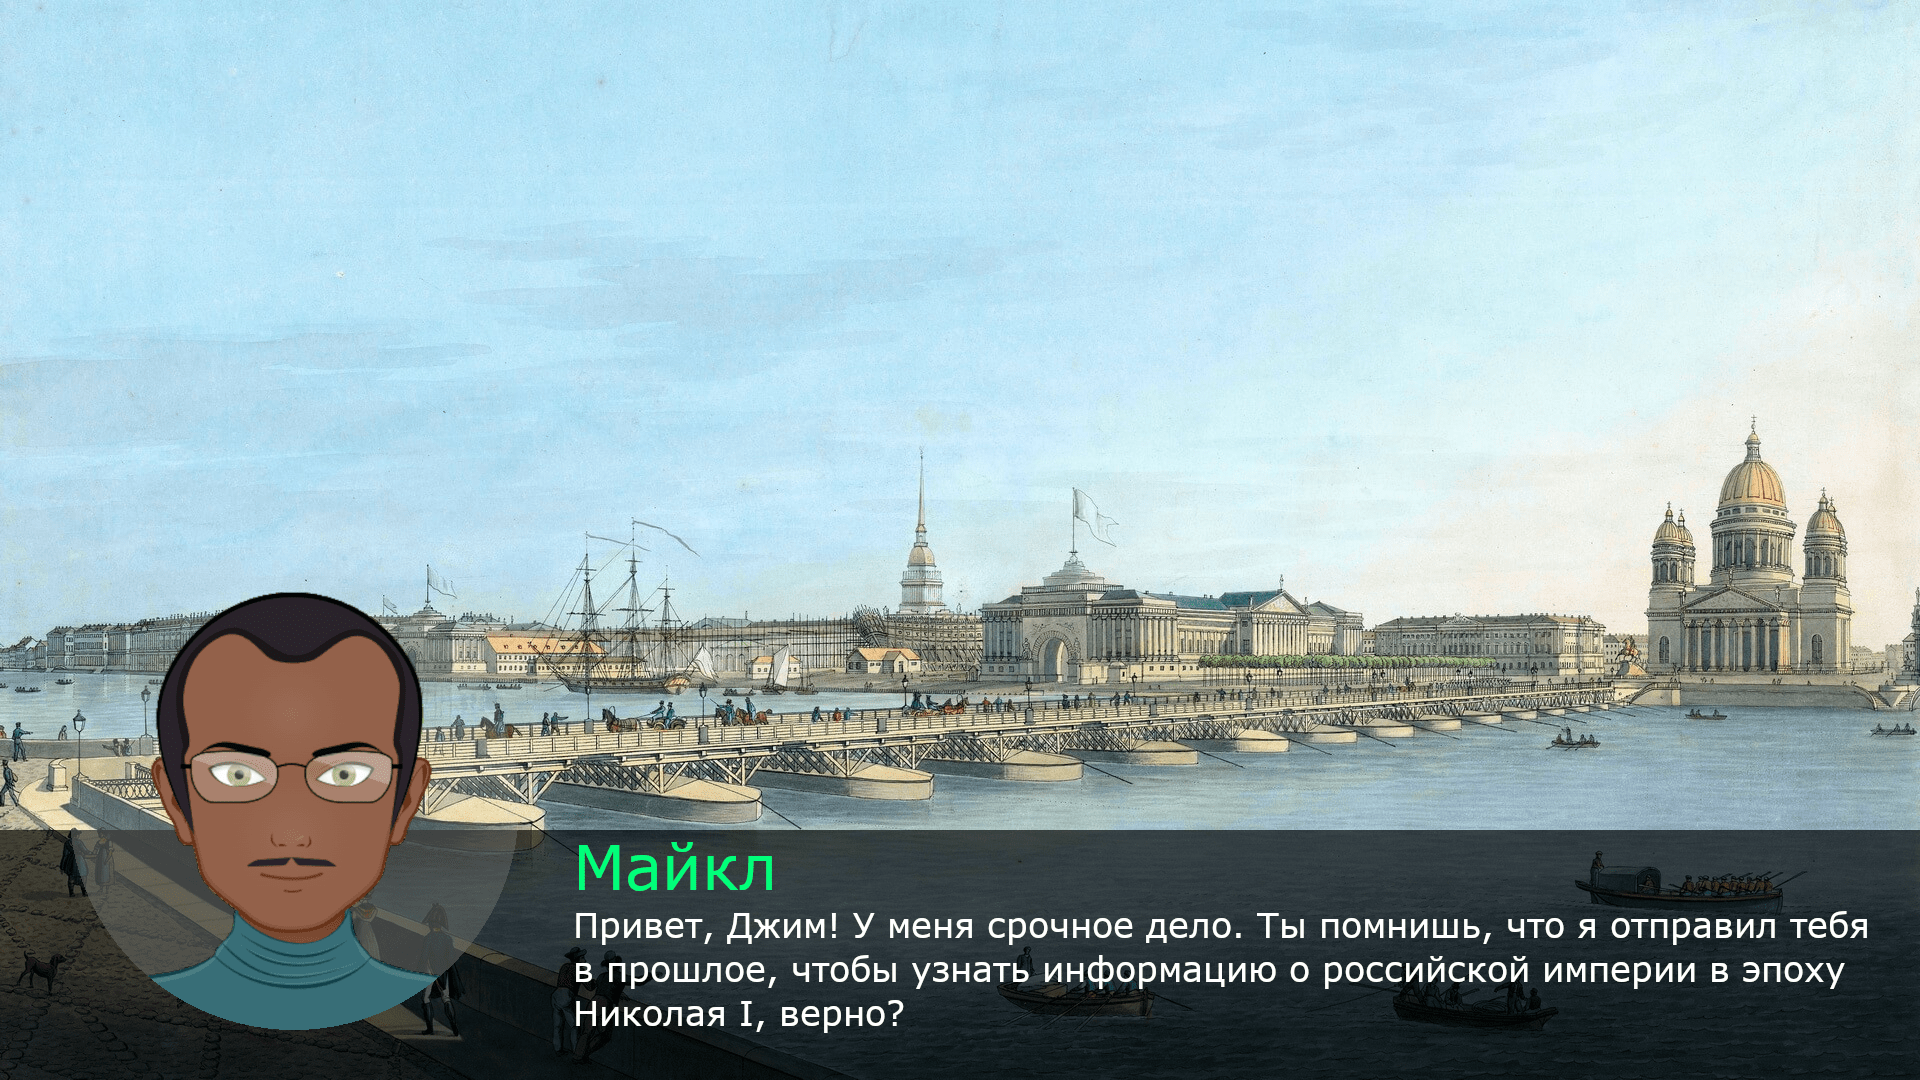 Майкл
Привет, Джим! У меня срочное дело. Ты помнишь, что я отправил тебя
в прошлое, чтобы узнать информацию о российской империи в эпоху
Николая I, верно?